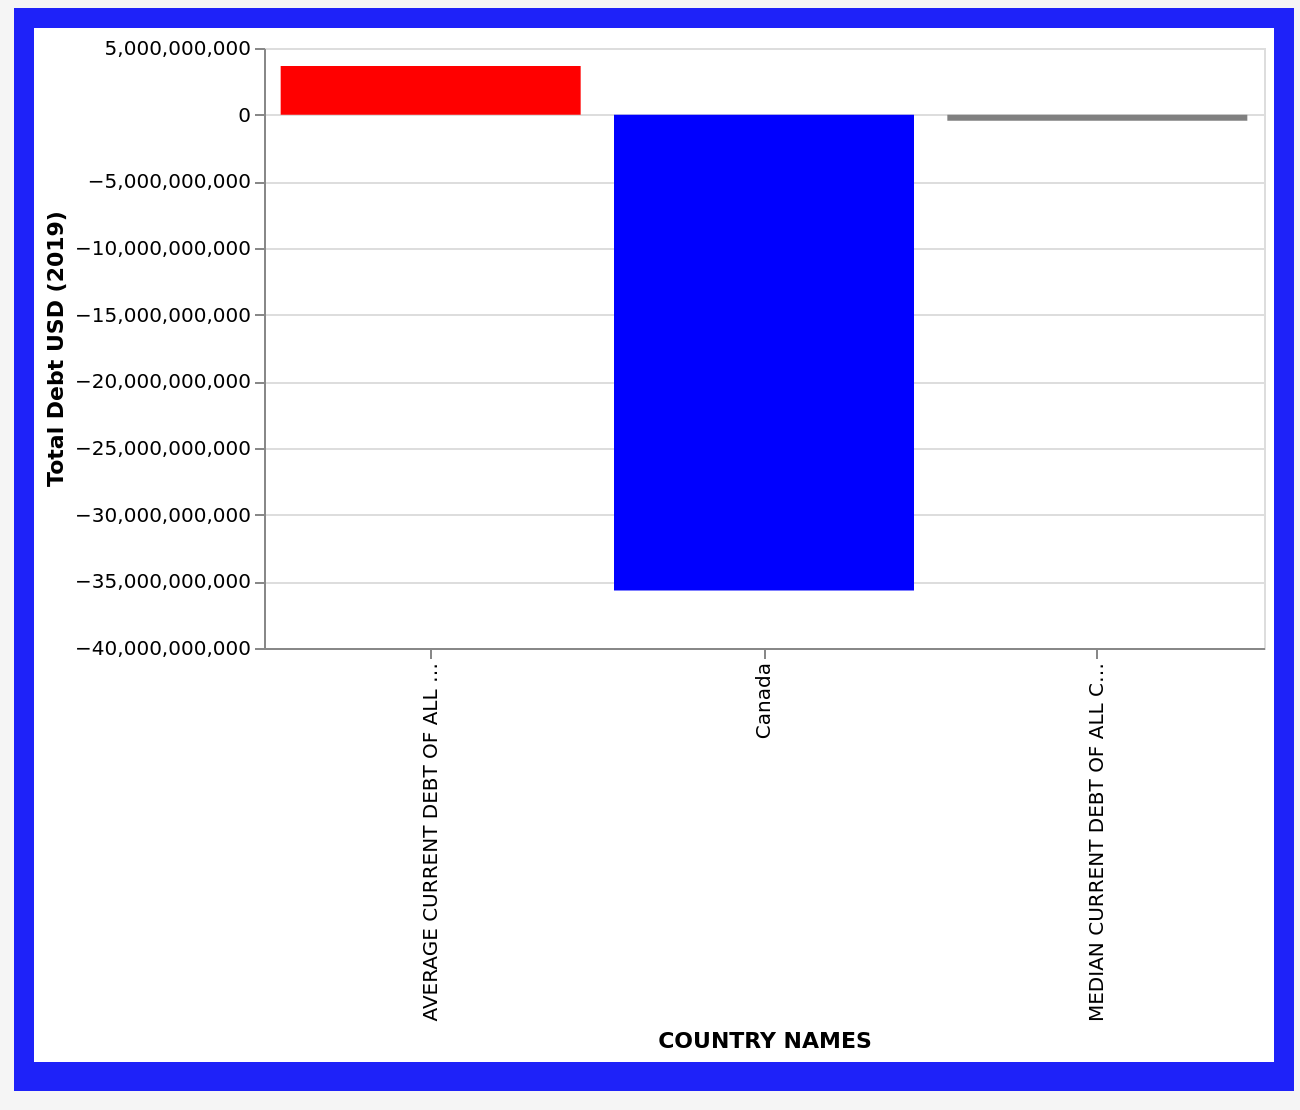 5,000,000,000
0
−5,000,000,000
−10,000,000,000
−15,000,000,000
−20,000,000,000
−25,000,000,000
−30,000,000,000
−35,000,000,000
−40,000,000,000
Total Debt USD (2019)
AVERAGE CURRENT DEBT OF ALL …
Canada
MEDIAN CURRENT DEBT OF ALL C…
COUNTRY NAMES